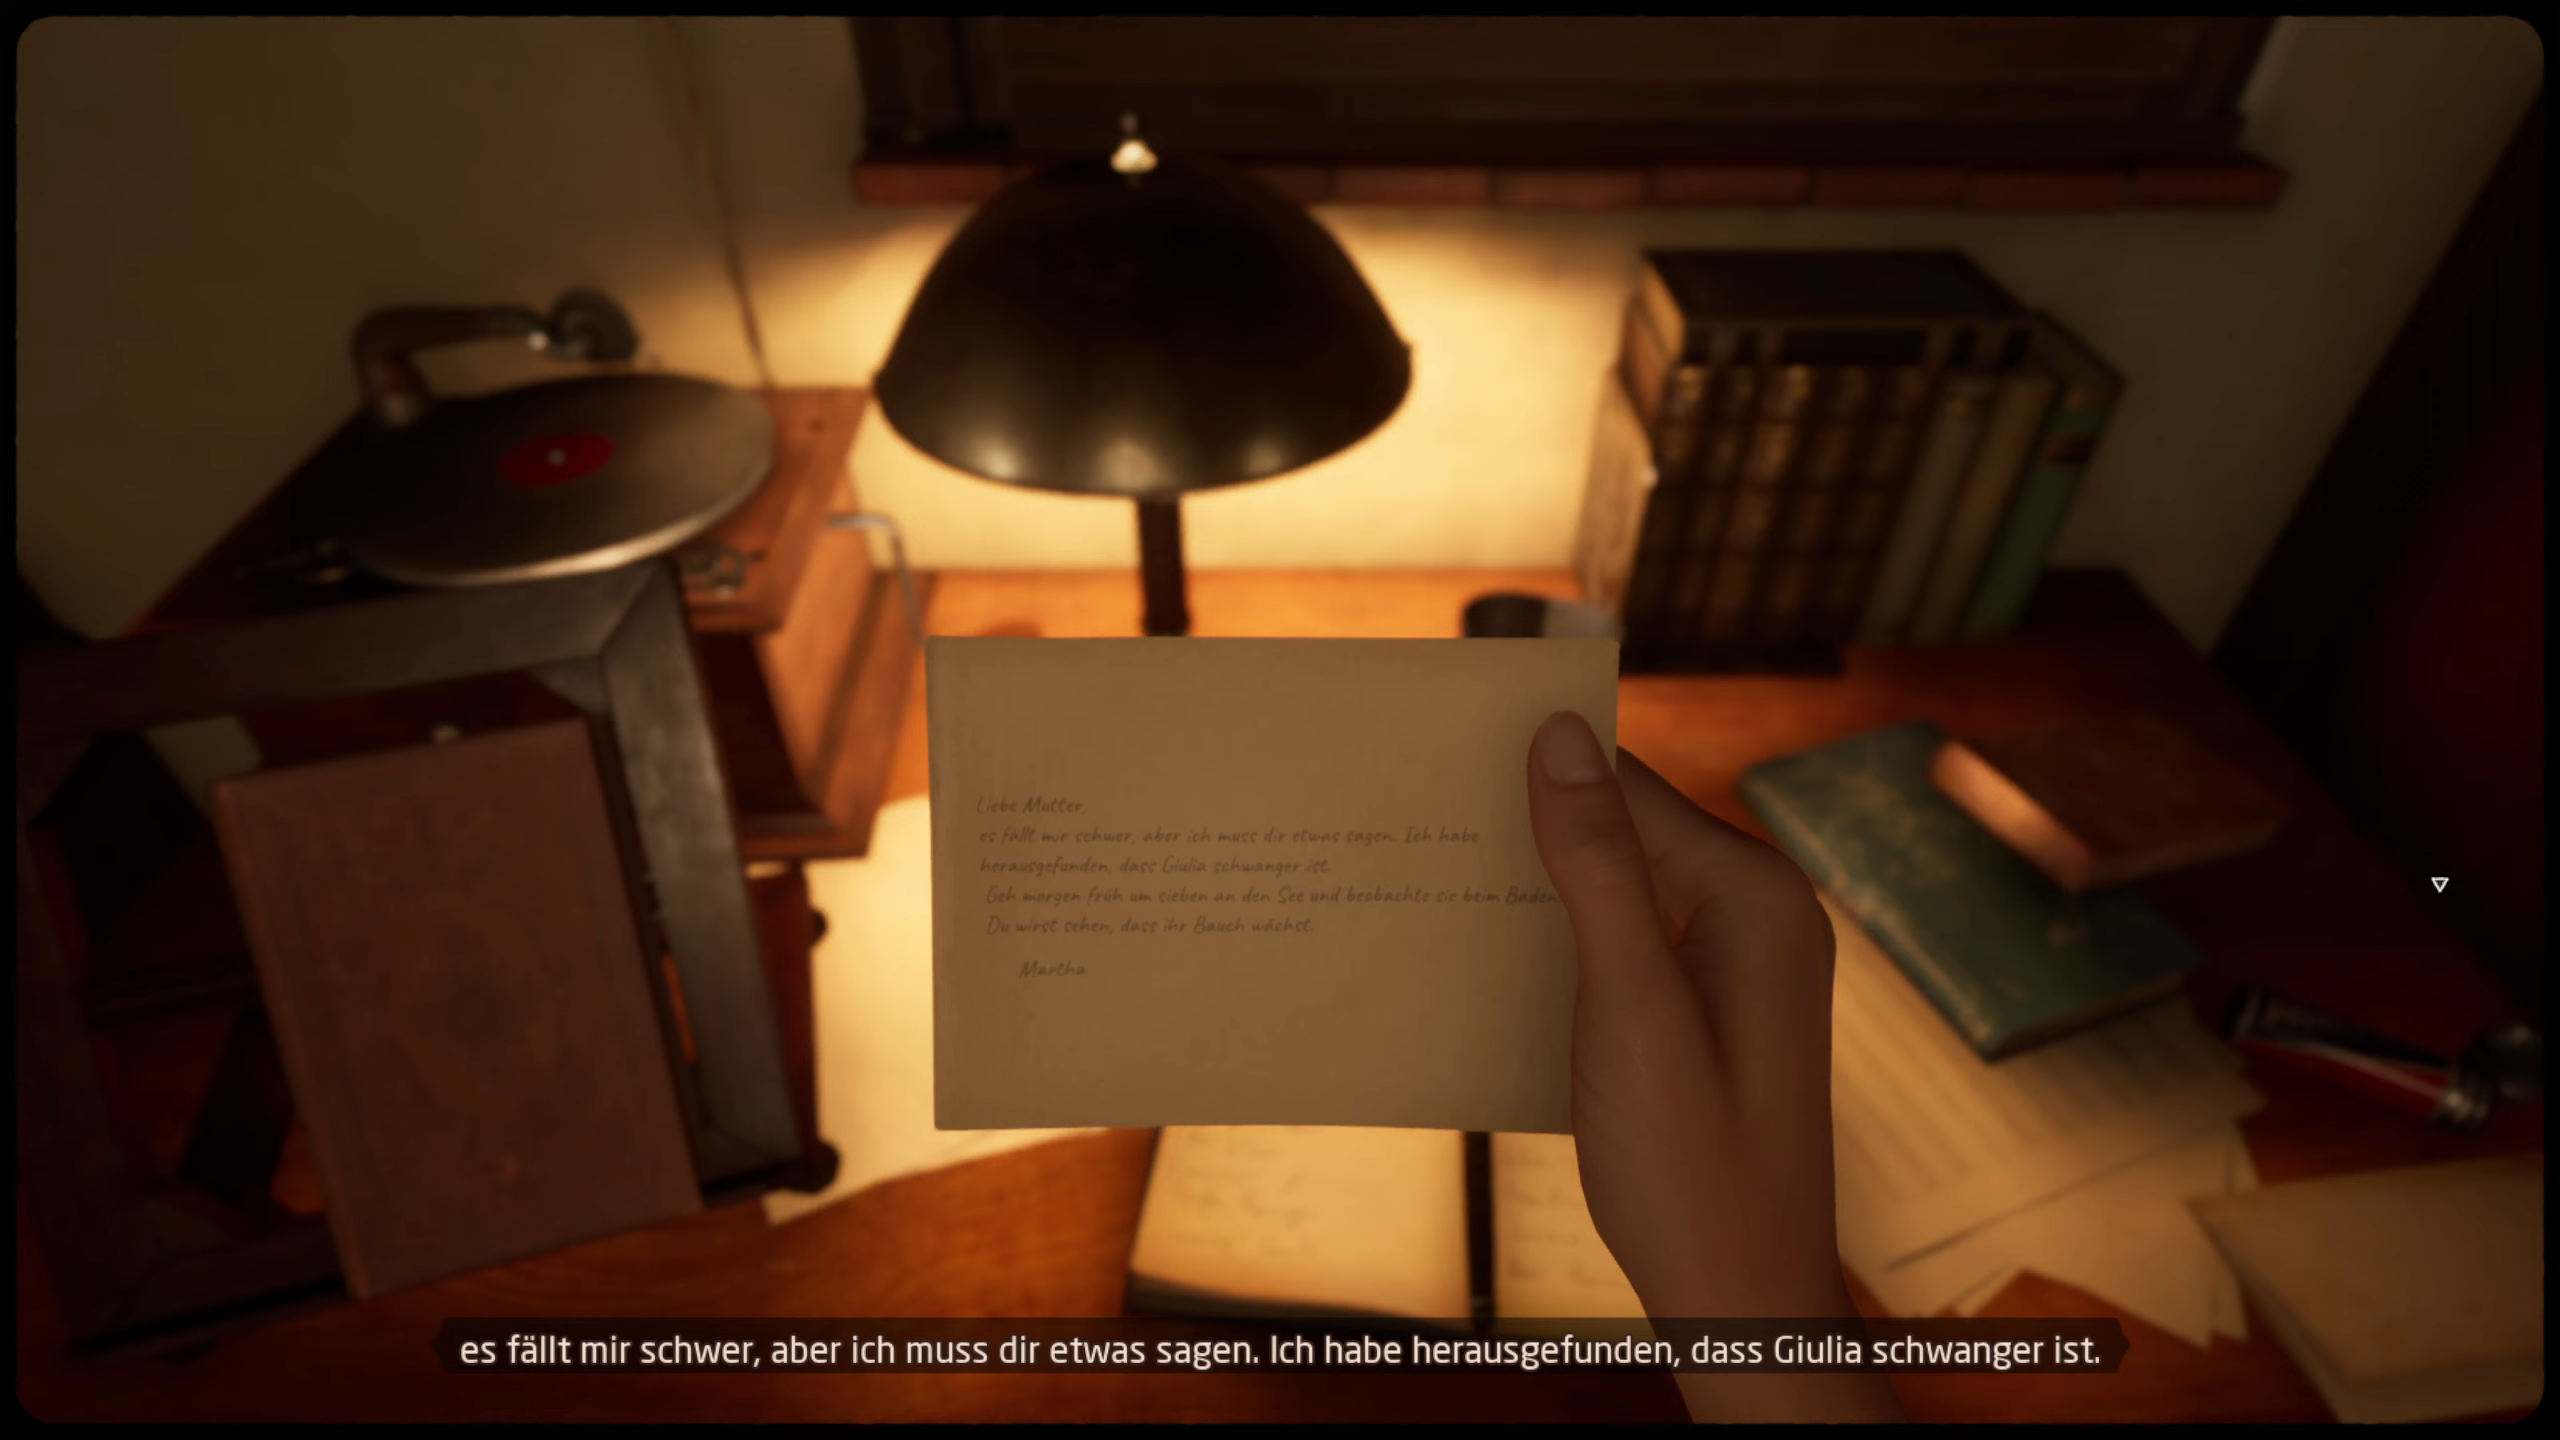 Liebe Mutter,
es fällt mir schwer, aber ich muss dir etwas sagen. Ich habe
herausgefunden, dass Giulia schwanger ist.
Geh morgen früh um sieben an den See und beobachte sie beim Baden.
Du wirst sehen, dass ihr Bauch wächst.
Martha
es fällt mir schwer, aber ich muss dir etwas sagen. Ich habe herausgefunden, dass Giulia schwanger ist.